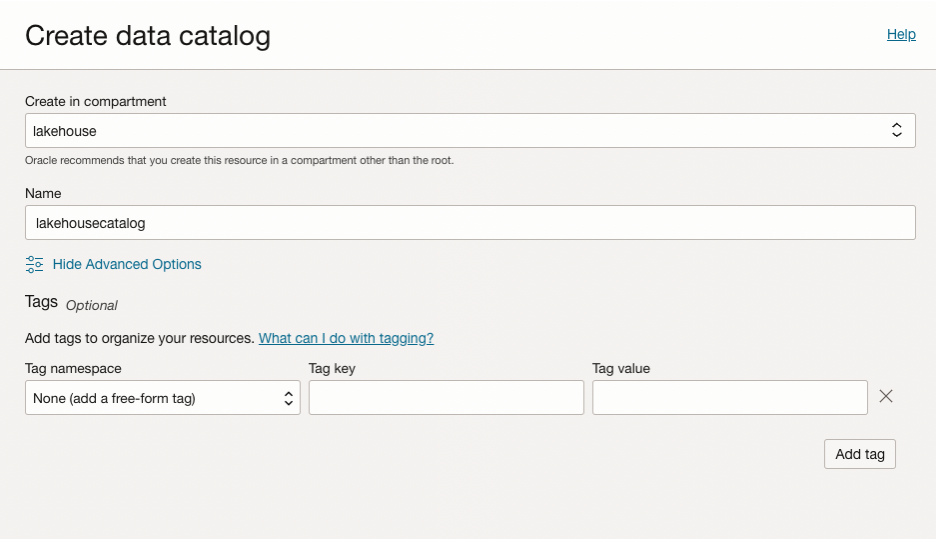 Create data catalog
Help
Create in compartment
lakehouse
Oracle recommends that you create this resource in a compartment other than the root.
Name
lakehousecatalog
Hide Advanced Options
Tags Optional
Add tags to organize your resources. What can I do with tagging?
Tag namespace Tag key Tag value
None (add a free-form tag)
Add tag